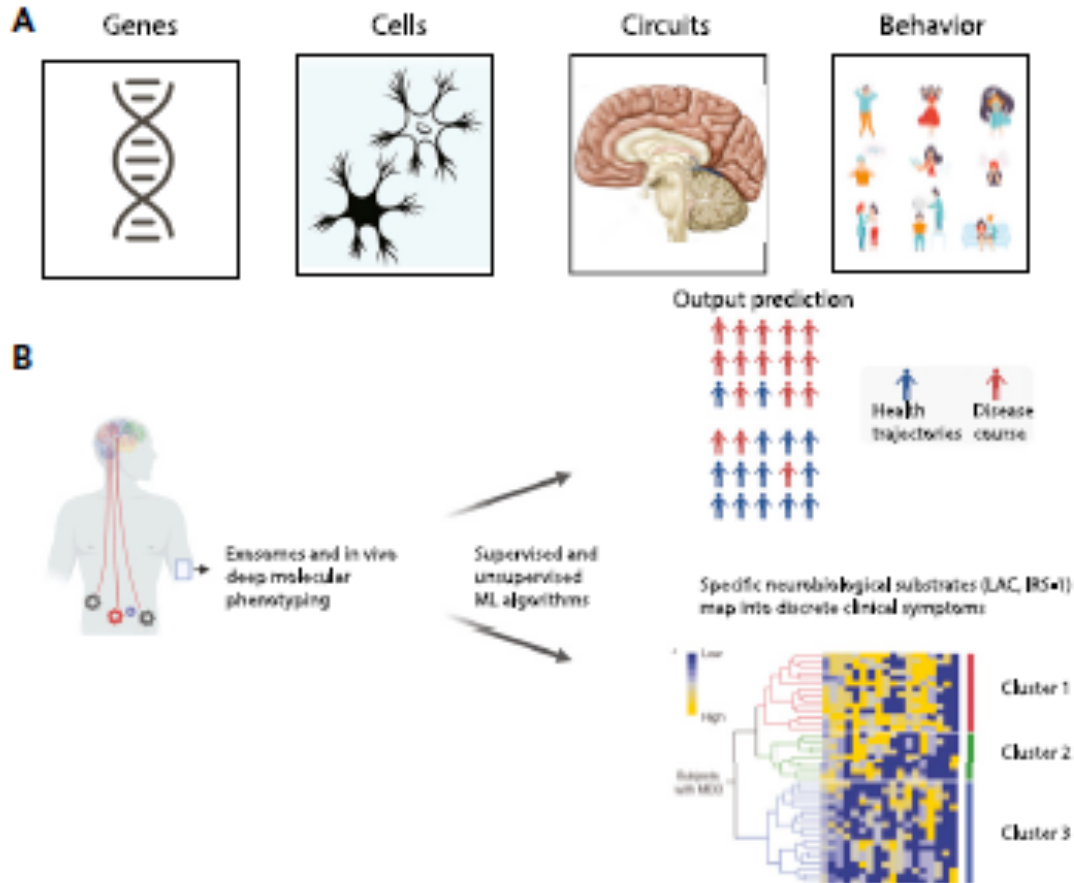 A
Genes
Cells
Circuits
Behavior
Output prediction
B
Health
trajectories
Disease
course
Exosomes and in vivo
deep molecular
phenotyping
Supervised and
unsupervised
ML algorithms
Specific neurobiological substrates (LAC, IRS-1)
map into discrete clinical symptoms
Low
High
Cluster 1
Cluster 2
Subjects
with MDD
Cluster 3